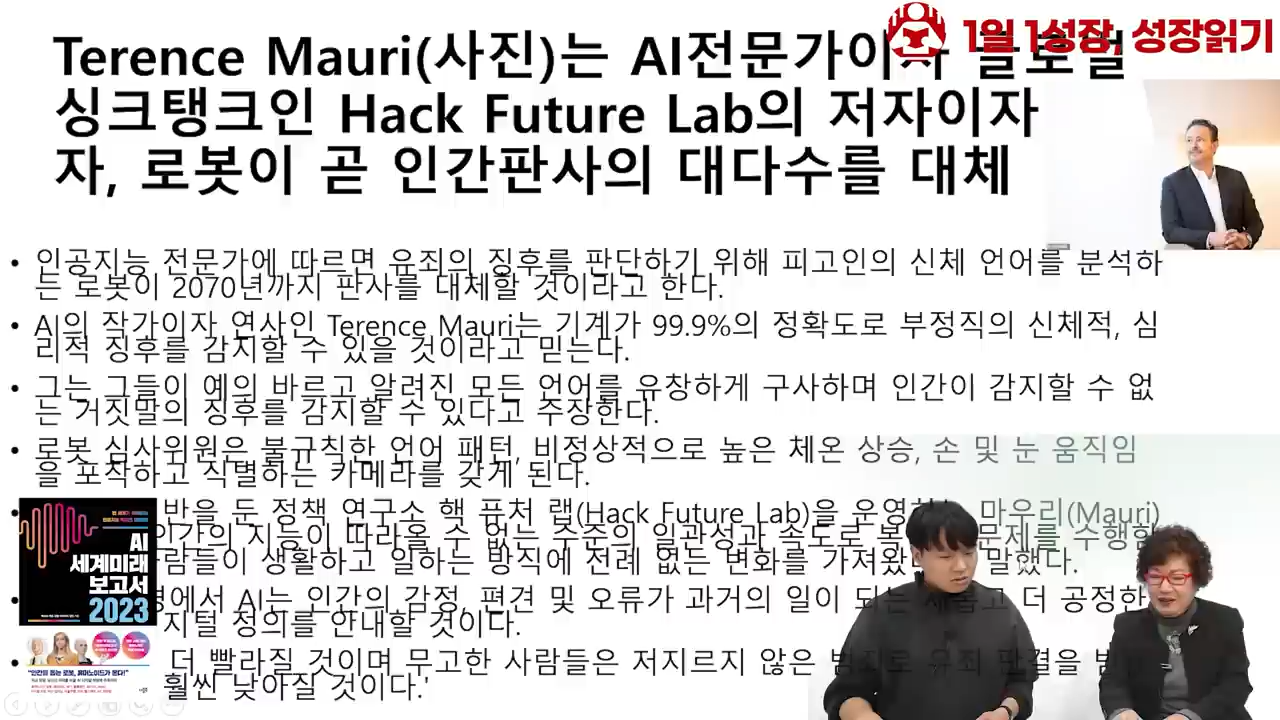 1일 1성장, 성장읽기
Terence Mauri(사진)는 AI전문가이자 글로벌
싱크탱크인 Hack Future Lab의 저자이자
자, 로봇이 곧 인간판사의 대다수를 대체
• 인공지능 전문가에 따르면 유죄의 징후를 판단하기 위해 피고인의 신체 언어를 분석하
는 로봇이 2070년까지 판사를 대체할 것이라고 한다.
• AI의 작가이자 연사인 Terence Mauri는 기계가 99.9%의 정확도로 부정직의 신체적, 심
리적 징후를 감지할 수 있을 것이라고 믿는다.
• 그는 그들이 예의 바르고 알려진 모든 언어를 유창하게 구사하며 인간이 감지할 수 없
는 거짓말의 징후를 감지할 수 있다고 주장한다.
• 로봇 심사위원은 불규칙한 언어 패턴, 비정상적으로 높은 체온 상승, 손 및 눈 움직임
을 포착하고 식별하는 카메라를 갖게 된다.
• 바을 둔 정책 연구소 핵 퓨처 랩(Hack Future Lab)을 마우리(Mauri)
인간의 지능이 따라올 수 없는 수준의 일관성과 속도로 문제를 수행함
사람들이 생활하고 일하는 방식에 전례 없는 변화를 말했다.
• 에서 AI는 인간의 감정, 편견 및 오류가 과거의 일이 되는 새롭고 더 공정한
지털 정의를 안내할 것이다.
• 더 빨라질 것이며 무고한 사람들은 저지르지 않은 유죄 판결을
훨씬 낮아질 것이다.'
AI
세계미래
보고서
2023